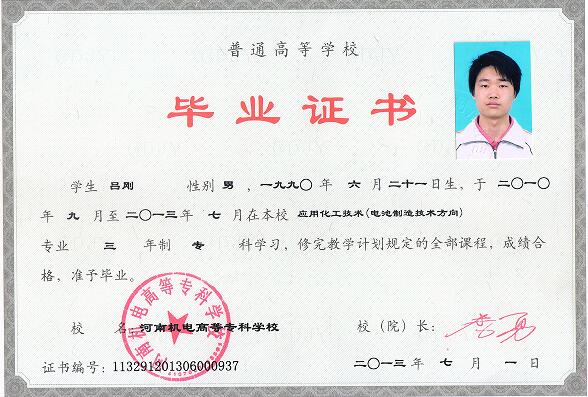 普通高等学校
毕业证书
学生 吕刚 性别 男 ,一九九〇 年 六 月 二十一日生,于 二〇一〇
年 九 月至 二〇一三年 七 月在本校 应用化工技术(电池制造技术方向)
专业 三 年制 专 科学习,修完教学计划规定的全部课程,成绩合
格,准予毕业。
校 名:河南机电高等专科学校 校(院)长: 李勇
河南机电高等专科学校
证书编号: 113291201306000937 二〇一三 年 七 月 一 日